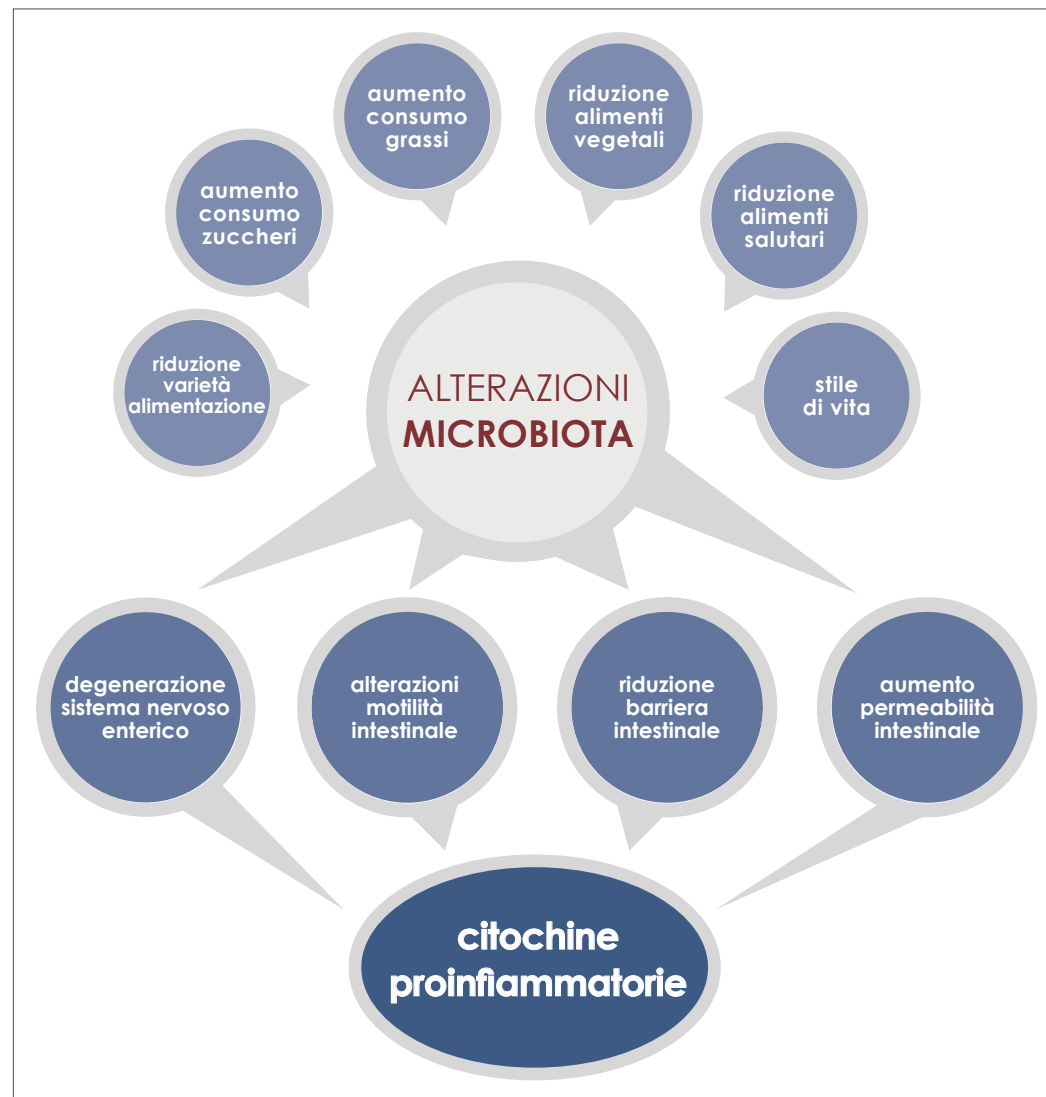 aumento
consumo
grassi
riduzione
alimenti
vegetali
aumento
consumo
zuccheri
riduzione
alimenti
salutari
riduzione
varietà
alimentazione
stile
di vita
ALTERAZIONI
MICROBIOTA
degenerazione
sistema nervoso
enterico
alterazioni
motilità
intestinale
riduzione
barriera
intestinale
aumento
permeabilità
intestinale
citochine
proinfiammatorie